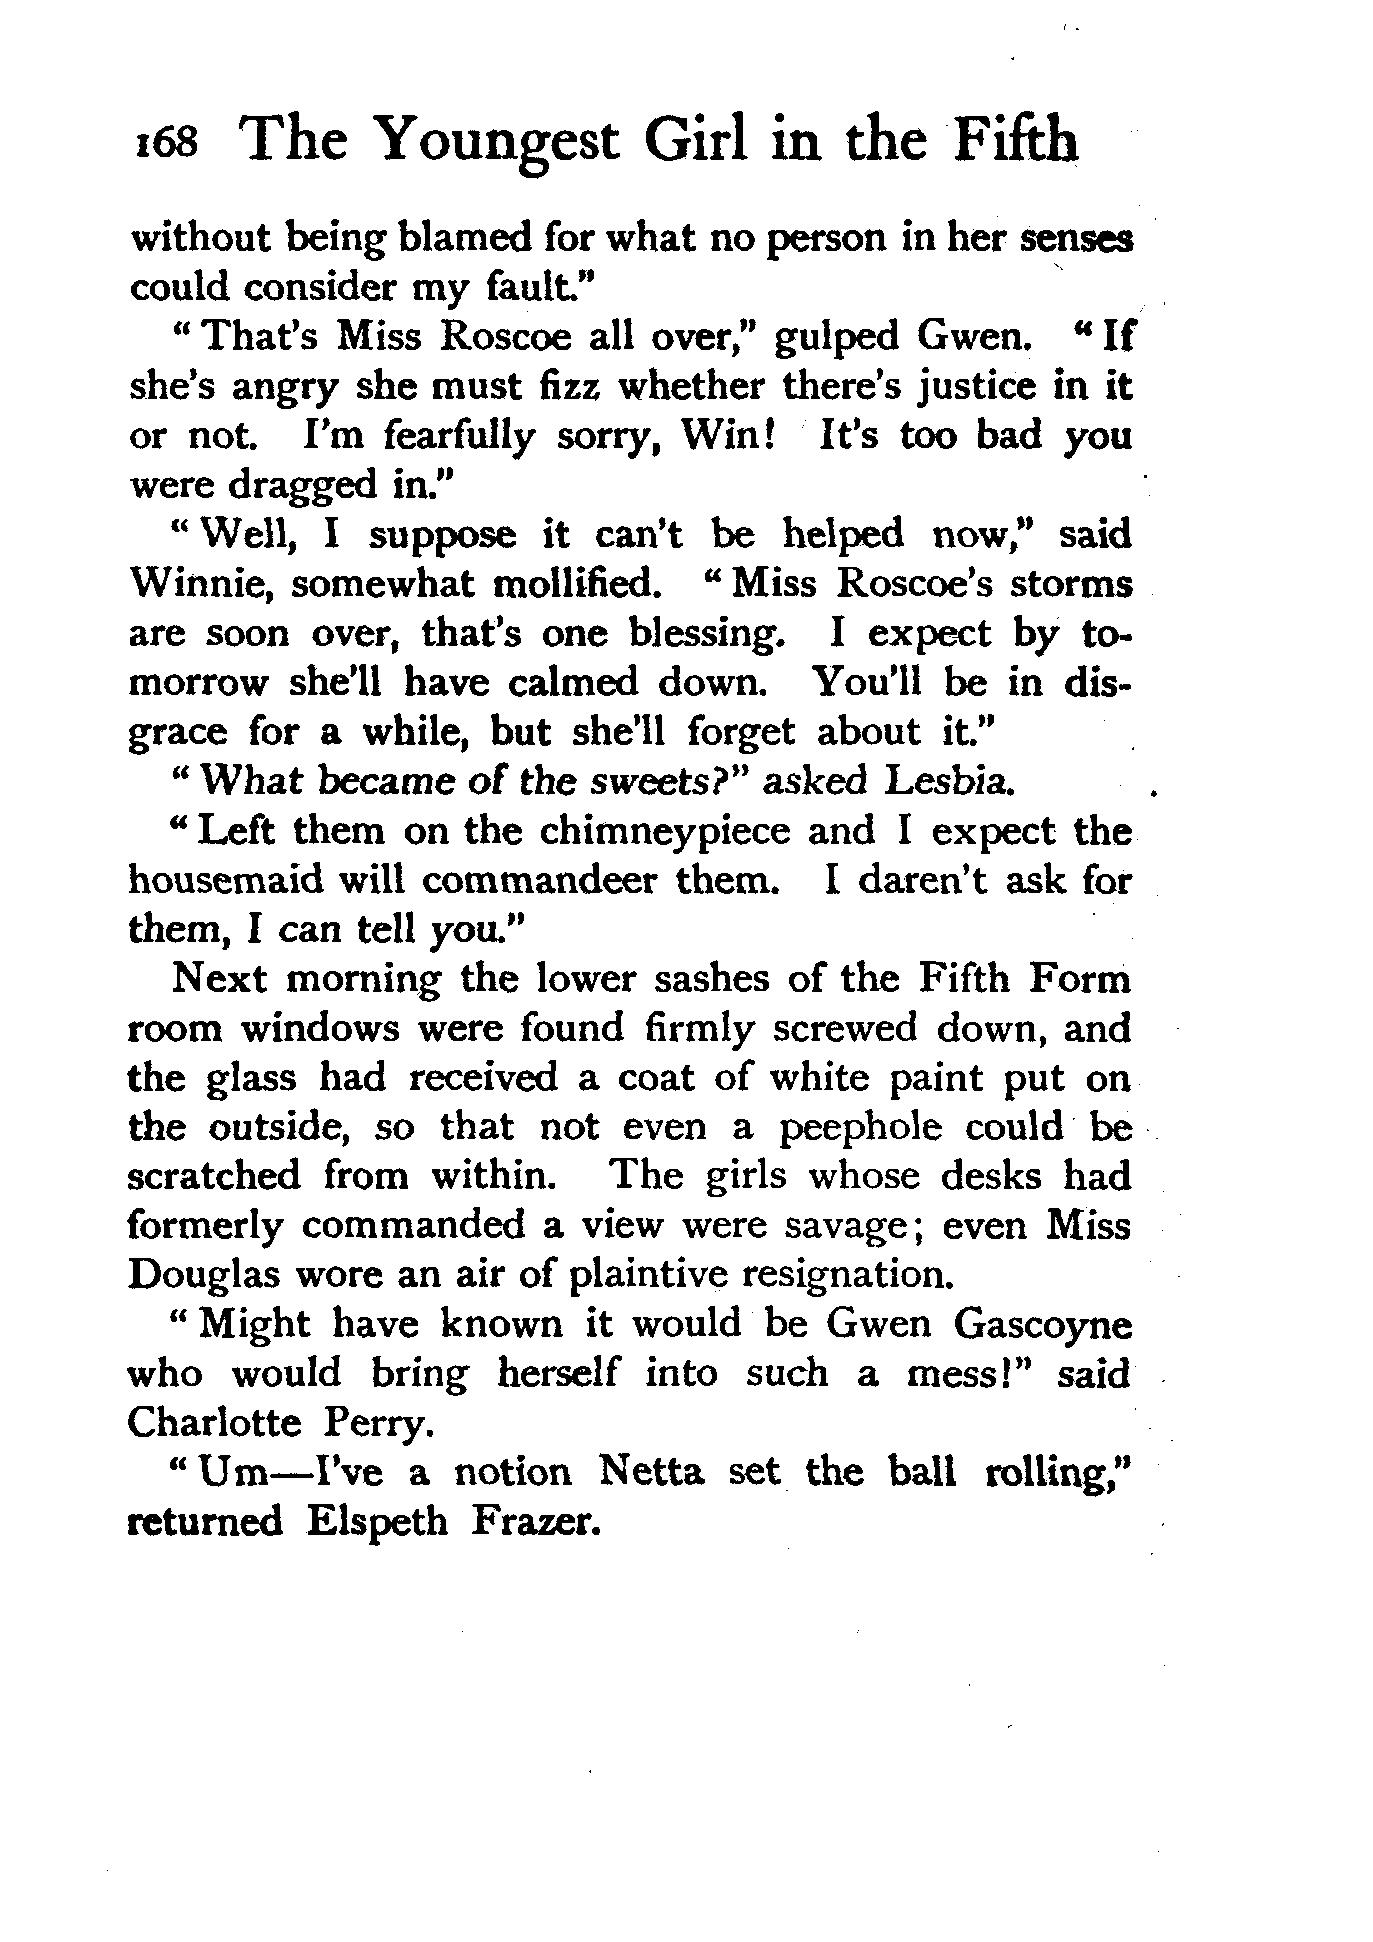 168 The Youngest Girl in the Fifth
without being blamed for what no person in her senses
could consider my fault."
"That's Miss Roscoe all over," gulped Gwen. "If
she's angry she must fizz whether there's justice in it
or not. I'm fearfully sorry, Win! It's too bad you
were dragged in."
"Well, I suppose it can't be helped now," said
Winnie, somewhat mollified. "Miss Roscoe's storms
are soon over, that's one blessing. I expect by to-
morrow she'll have calmed down. You'll be in dis-
grace for a while, but she'll forget about it."
"What became of the sweets?" asked Lesbia.
"Left them on the chimneypiece and I expect the
housemaid will commandeer them. I daren't ask for
them, I can tell you."
Next morning the lower sashes of the Fifth Form
room windows were found firmly screwed down, and
the glass had received a coat of white paint put on
the outside, so that not even a peephole could be
scratched from within. The girls whose desks had
formerly commanded a view were savage; even Miss
Douglas wore an air of plaintive resignation.
"Might have known it would be Gwen Gascoyne
who would bring herself into such a mess!" said
Charlotte Perry.
"Um—I've a notion Netta set the ball rolling,"
returned Elspeth Frazer.